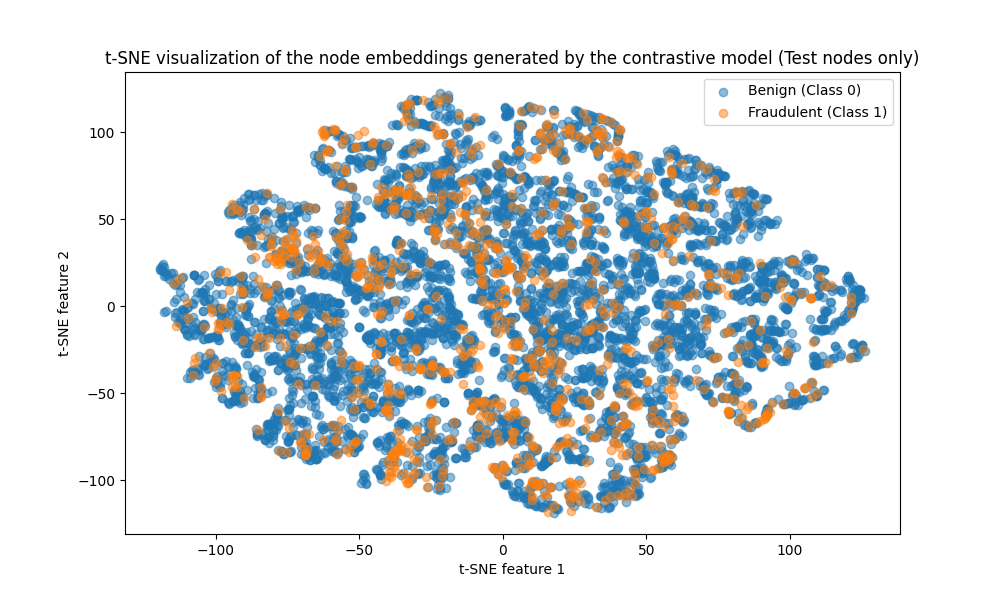 t-SNE visualization of the node embeddings generated by the contrastive model (Test nodes only)
Benign (Class 0)
Fraudulent (Class 1)
t-SNE feature 2
100
50
0
−50
−100
−100
−50
0
50
100
t-SNE feature 1